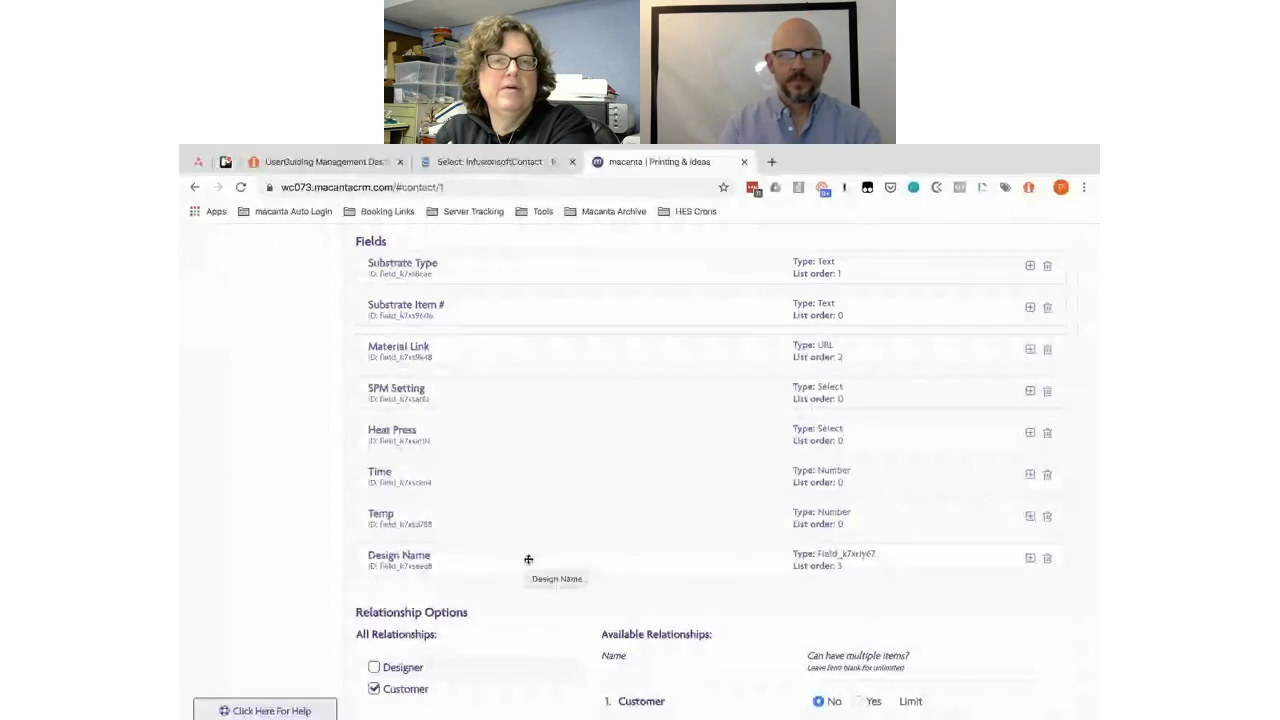 UserGuiding Management Das
Select: InfusionsoftContact
macanta | Printing & Ideas
wc073.macantacrm.com/#contact/1
Apps
macanta Auto Login
Booking Links
Server Tracking
Tools
Macanta Archive
HES Crons
Fields
Substrate Type
Type: Text
List order: 1
Substrate Item #
Type: Text
List order: 0
Material Link
Type: URL
List order: 2
SPM Setting
Type: Select
List order: 0
Heat Press
Type: Select
List order: 0
Time
Type: Number
List order: 0
Temp
Type: Number
List order: 0
Design Name
List order: 3
Design Name
Relationship Options
All Relationships:
Available Relationships:
Name
Can have multiple items?
Leave limit blank for unlimited
Designer
Customer
1. Customer
No
Yes
Limit
Click Here For Help